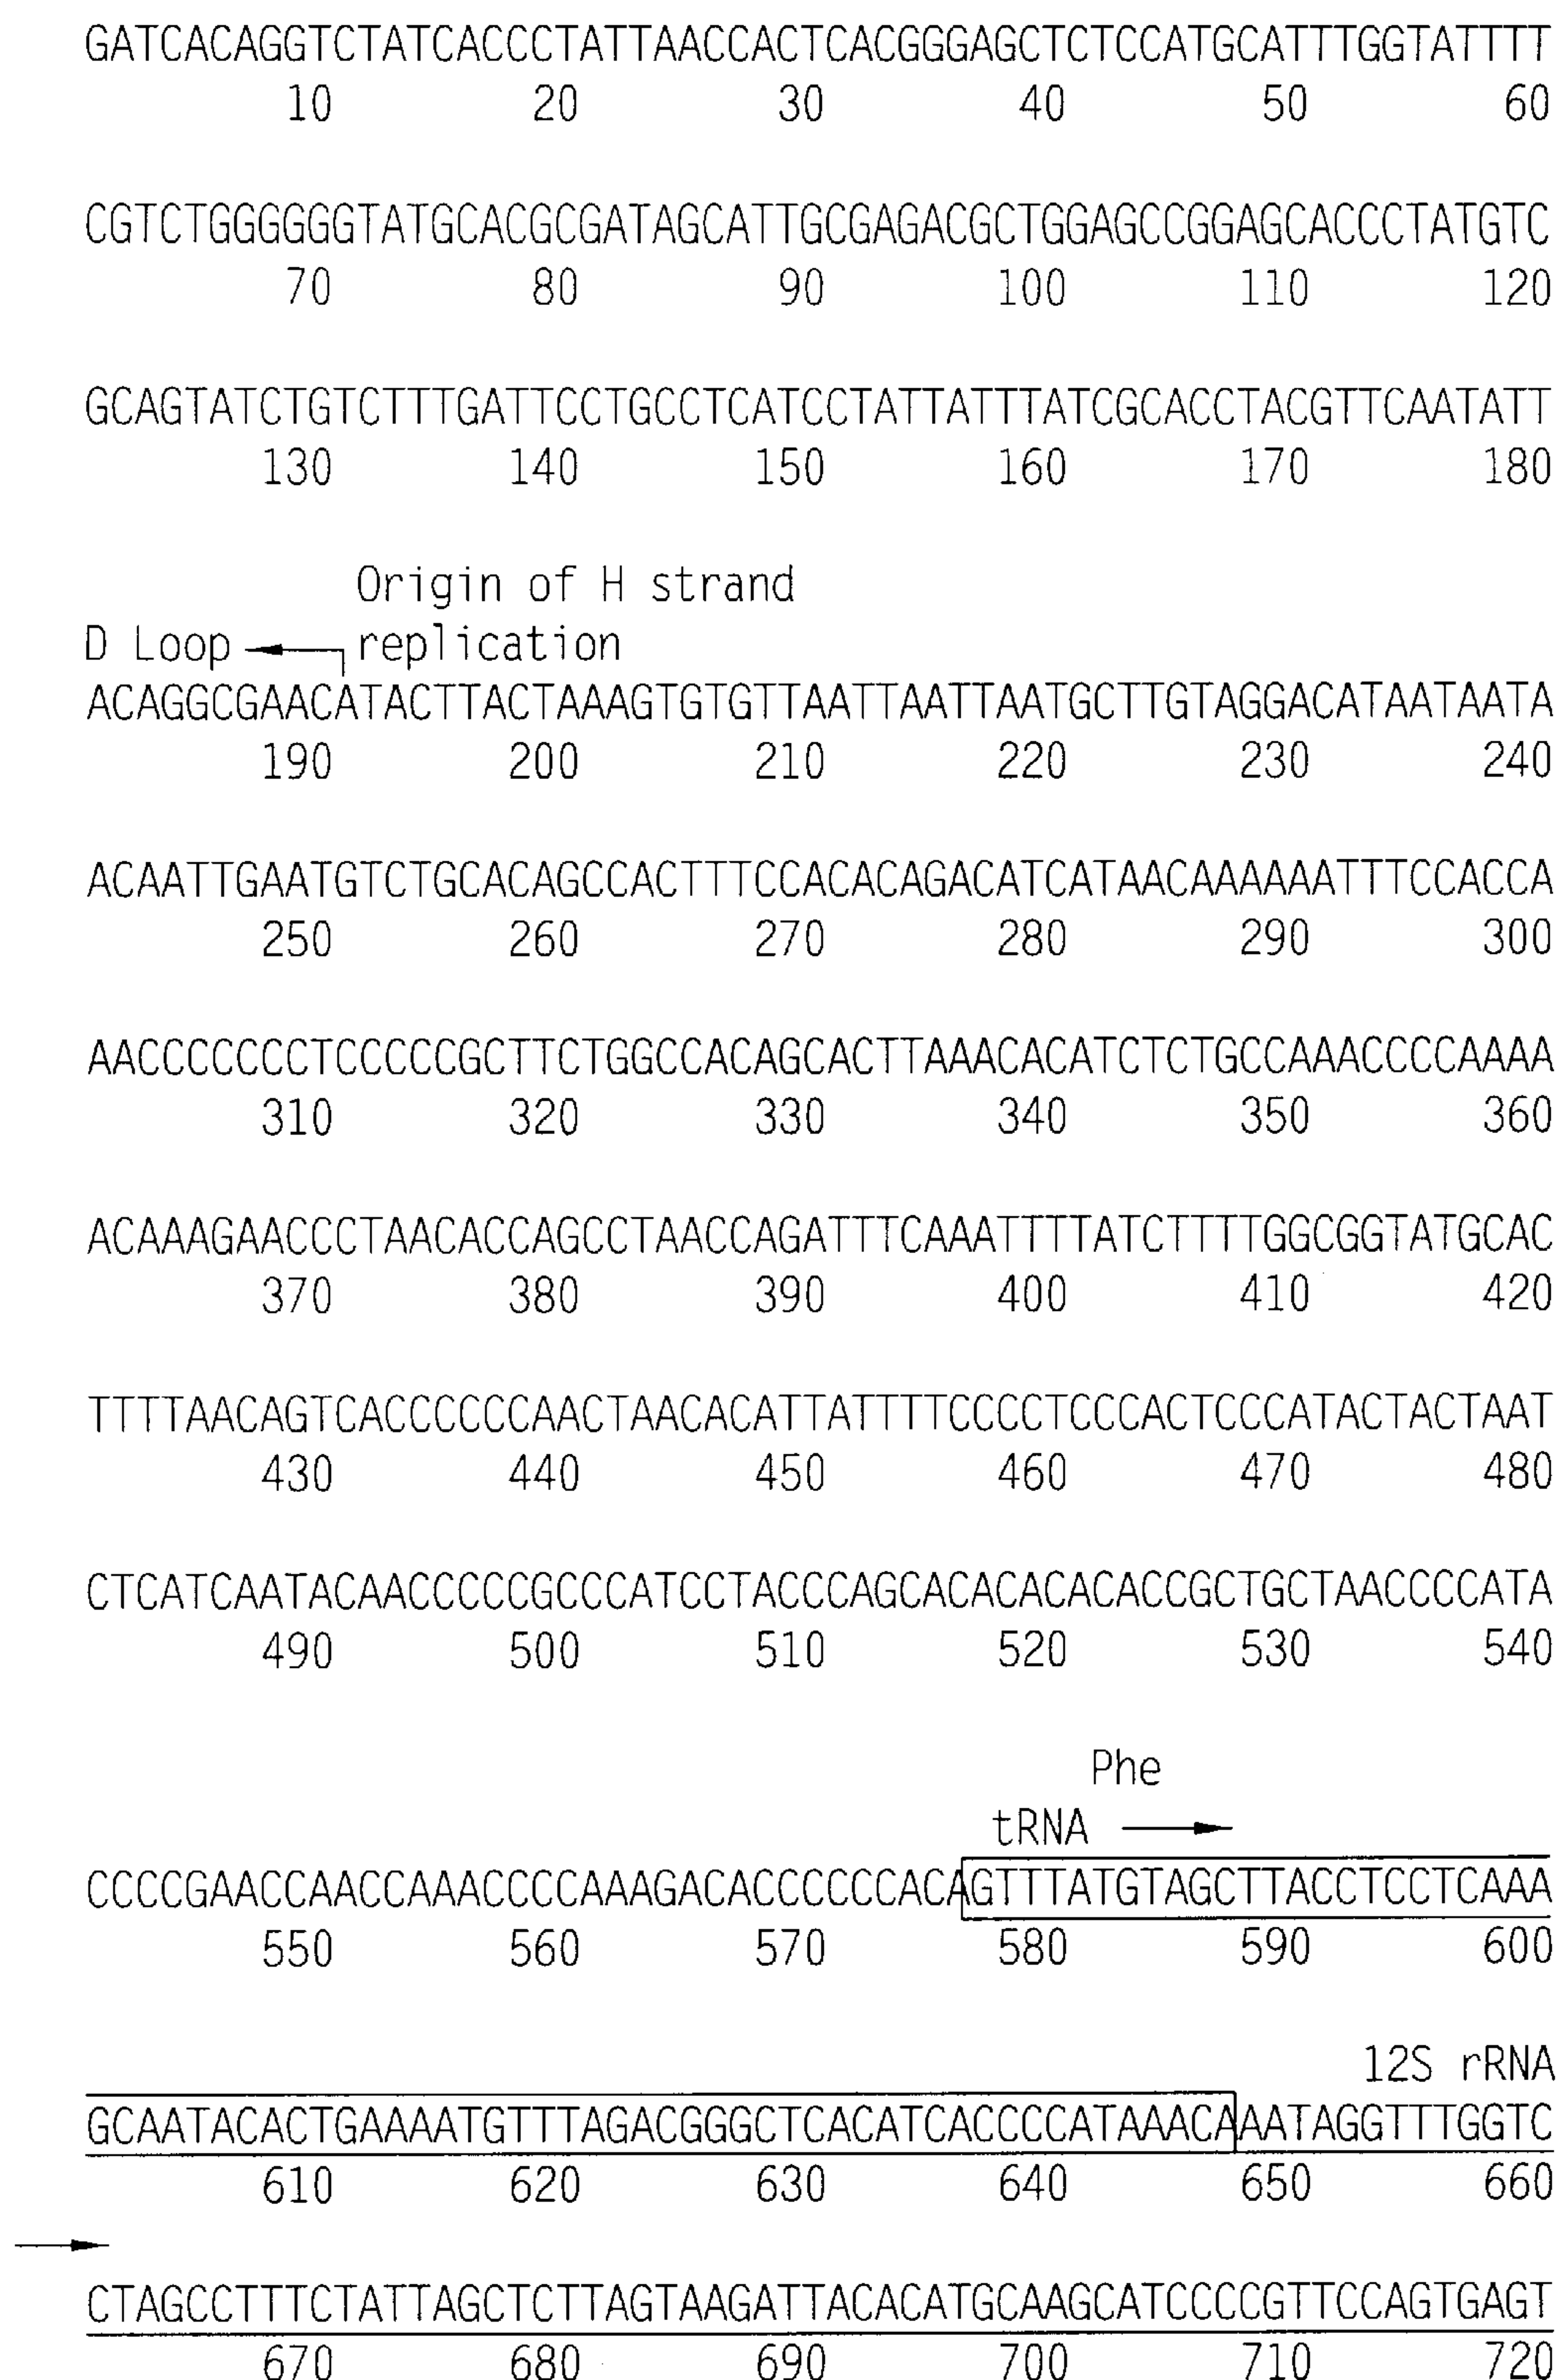 GATCACAGGTCTATCACCCTATTAACCACTCACGGGAGCTCTCCATGCATTTGGTATTTT
10 20 30 40 50 60
CGTCTGGGGGGTATGCACGCGATAGCATTGCGAGACGCTGGAGCCGGAGCACCCTATGTC
70 80 90 100 110 120
GCAGTATCTGTCTTTGATTCCTGCCTCATCCTATTATTTATCGCACCTACGTTCAATATT
130 140 150 160 170 180
Origin of H strand
D Loop replication
ACAGGCGAACATACTTACTAAAGTGTGTTAATTAATTAATGCTTGTAGGACATAATAATA
190 200 210 220 230 240
ACAATTGAATGTCTGCACAGCCACTTTCCACACAGACATCATAACAAAAAATTTCCACCA
250 260 270 280 290 300
AACCCCCCCTCCCCCGCTTCTGGCCACAGCACTTAAACACATCTCTGCCAAACCCCAAAA
310 320 330 340 350 360
ACAAAGAACCCTAACACCAGCCTAACCAGATTTCAAATTTTATCTTTTGGCGGTATGCAC
370 380 390 400 410 420
TTTTAACAGTCACCCCCCAACTAACACATTATTTTCCCCTCCCACTCCCATACTACTAAT
430 440 450 460 470 480
CTCATCAATACAACCCCCGCCCATCCTACCCAGCACACACACACCGCTGCTAACCCCATA
490 500 510 520 530 540
Phe
tRNA
CCCCGAACCAACCAAACCCCAAAGACACCCCCCACAGTTTATGTAGCTTACCTCCTCAAA
550 560 570 580 590 600
12S rRNA
GCAATACACTGAAAATGTTTAGACGGGCTCACATCACCCCATAAACAAATAGGTTTGGTC
610 620 630 640 650 660
CTAGCCTTTCTATTAGCTCTTAGTAAGATTACACATGCAAGCATCCCCGTTCCAGTGAGT
670 680 690 700 710 720